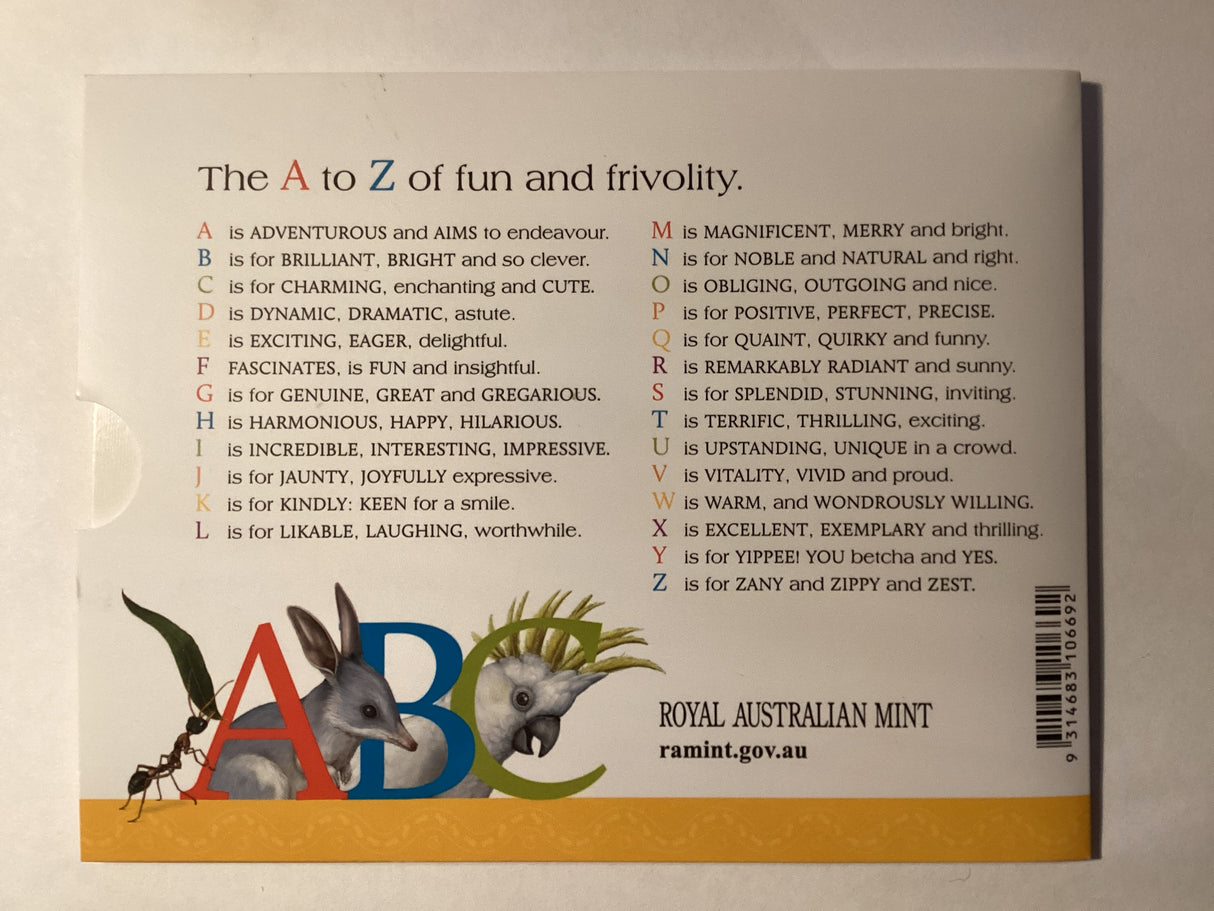 The A to Z of fun and frivolity.
A is ADVENTUROUS and AIMS to endeavour.
B is for BRILLIANT, BRIGHT and so clever.
C is for CHARMING, enchanting and CUTE.
D is DYNAMIC, DRAMATIC, astute.
E is EXCITING, EAGER, delightful.
F FASCINATES, is FUN and insightful.
G is for GENUINE, GREAT and GREGARIOUS.
H is HARMONIOUS, HAPPY, HILARIOUS.
I is INCREDIBLE, INTERESTING, IMPRESSIVE.
J is for JAUNTY, JOYFULLY expressive.
K is for KINDLY: KEEN for a smile.
L is for LIKABLE, LAUGHING, worthwhile.
M is MAGNIFICENT, MERRY and bright.
N is for NOBLE and NATURAL and right.
O is OBLIGING, OUTGOING and nice.
P is for POSITIVE, PERFECT, PRECISE.
Q is for QUAINT, QUIRKY and funny.
R is REMARKABLY RADIANT and sunny.
S is for SPLENDID, STUNNING, inviting.
T is TERRIFIC, THRILLING, exciting.
U is UPSTANDING, UNIQUE in a crowd.
V is VITALITY, VIVID and proud.
W is WARM, and WONDROUSLY WILLING.
X is EXCELLENT, EXEMPLARY and thrilling.
Y is for YIPPEE! YOU betcha and YES.
Z is for ZANY and ZIPPY and ZEST.
ABC
ROYAL AUSTRALIAN MINT
ramint.gov.au
9 314683 106692